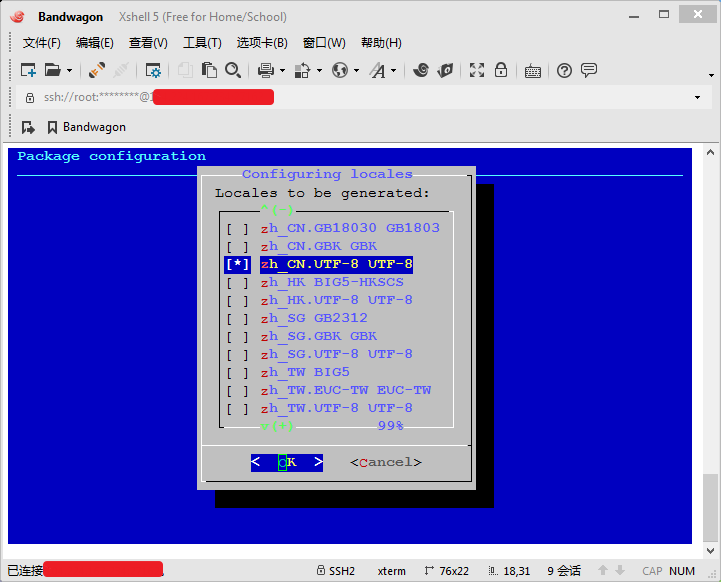 Bandwagon Xshell 5 (Free for Home/School)
文件(F) 编辑(E) 查看(V) 工具(T) 选项卡(B) 窗口(W) 帮助(H)
ssh://root:********@
Bandwagon
Package configuration
Configuring locales
Locales to be generated:
^(-)
[ ] zh_CN.GB18030 GB1803
[ ] zh_CN.GBK GBK
[*] zh_CN.UTF-8 UTF-8
[ ] zh_HK BIG5-HKSCS
[ ] zh_HK.UTF-8 UTF-8
[ ] zh_SG GB2312
[ ] zh_SG.GBK GBK
[ ] zh_SG.UTF-8 UTF-8
[ ] zh_TW BIG5
[ ] zh_TW.EUC-TW EUC-TW
[ ] zh_TW.UTF-8 UTF-8
v(+) 99%
< OK > <Cancel>
已连接 SSH2 xterm 76x22 18,31 9 会话 CAP NUM